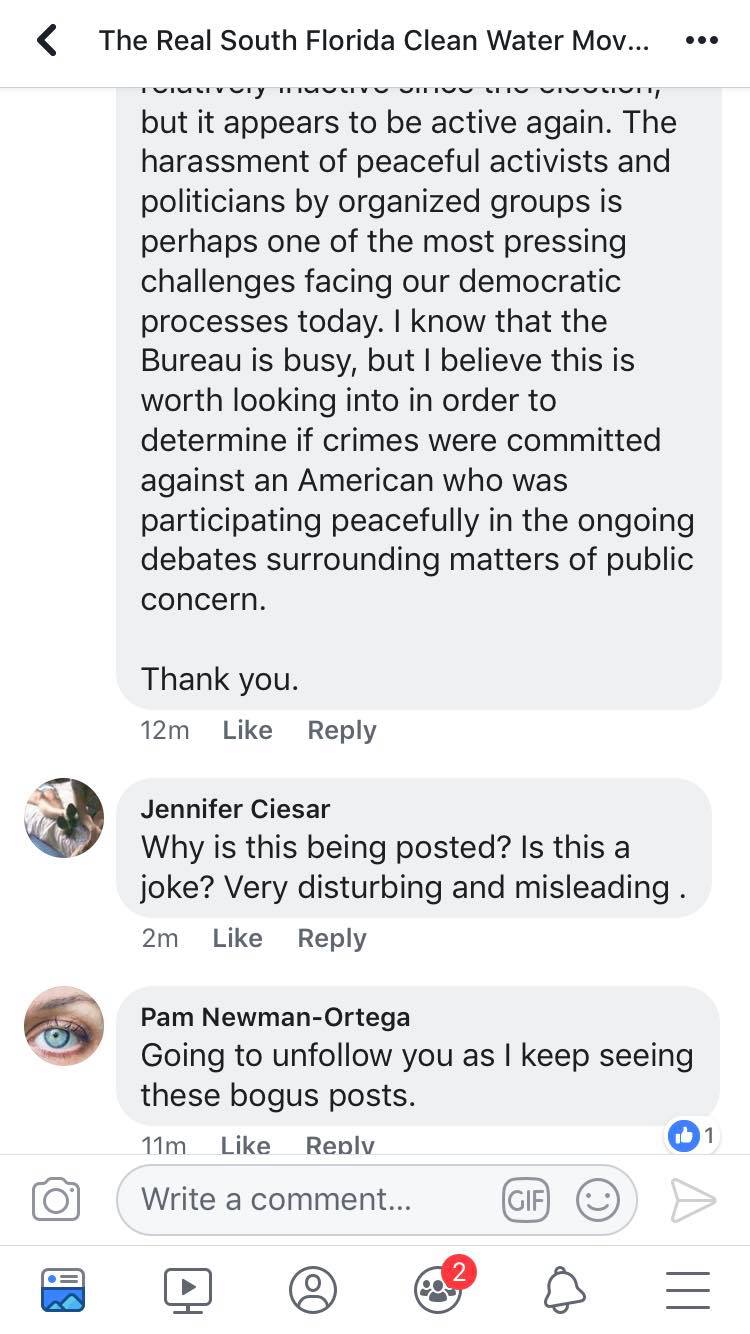 The Real South Florida Clean Water Mov...
relatively inactive since the election,
but it appears to be active again. The
harassment of peaceful activists and
politicians by organized groups is
perhaps one of the most pressing
challenges facing our democratic
processes today. I know that the
Bureau is busy, but I believe this is
worth looking into in order to
determine if crimes were committed
against an American who was
participating peacefully in the ongoing
debates surrounding matters of public
concern.
Thank you.
12m Like Reply
Jennifer Ciesar
Why is this being posted? Is this a
joke? Very disturbing and misleading .
2m Like Reply
Pam Newman-Ortega
Going to unfollow you as I keep seeing
these bogus posts.
1
11m Like Reply
Write a comment... GIF
2